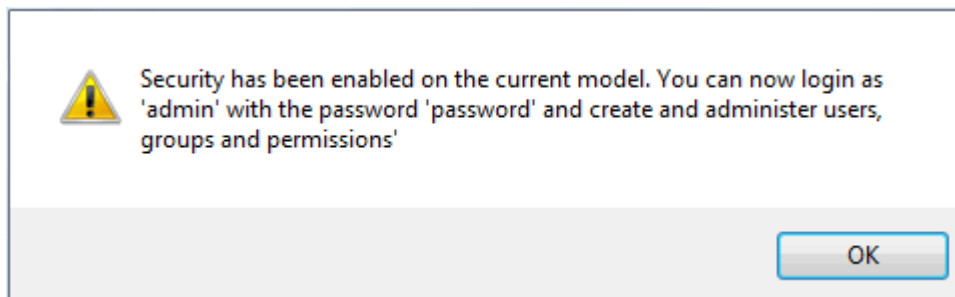 Security has been enabled on the current model. You can now login as
'admin' with the password 'password' and create and administer users,
groups and permissions'
OK